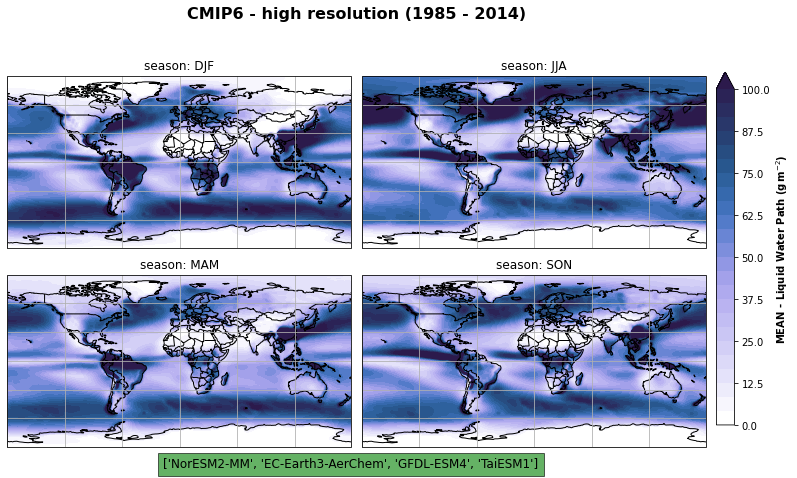 CMIP6 - high resolution (1985 - 2014)
season: DJF
season: JJA
season: MAM
season: SON
100.0
87.5
75.0
62.5
50.0
37.5
25.0
12.5
0.0
MEAN - Liquid Water Path (g m⁻²)
['NorESM2-MM', 'EC-Earth3-AerChem', 'GFDL-ESM4', 'TaiESM1']